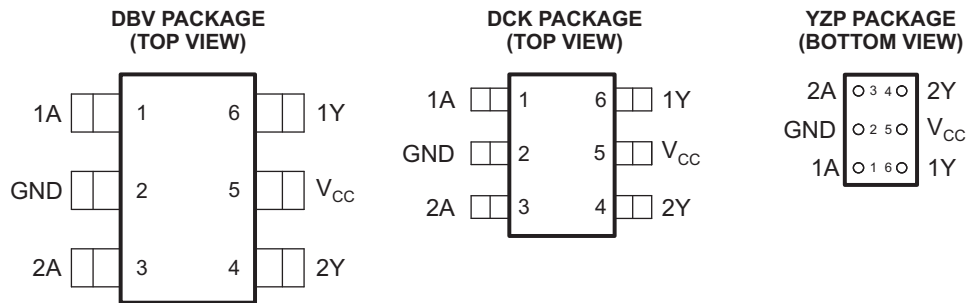 DBV PACKAGE
(TOP VIEW)
1A 1 6 1Y
GND 2 5 VCC
2A 3 4 2Y
DCK PACKAGE
(TOP VIEW)
1A 1 6 1Y
GND 2 5 VCC
2A 3 4 2Y
YZP PACKAGE
(BOTTOM VIEW)
2A 3 4 2Y
GND 2 5 VCC
1A 1 6 1Y